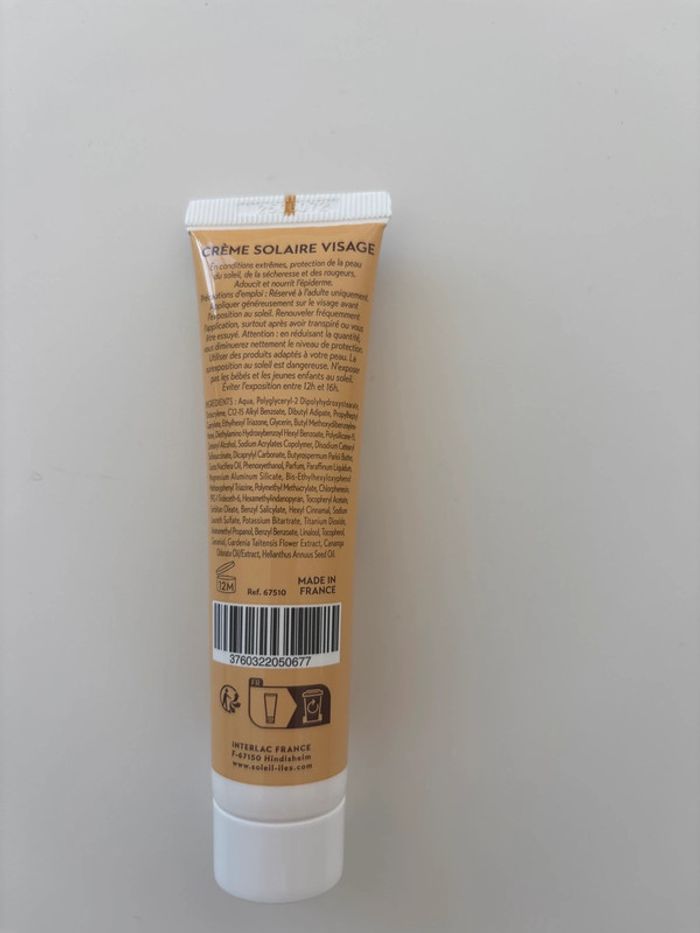 CRÈME SOLAIRE VISAGE
En conditions extrêmes, protection de la peau
du soleil, de la sécheresse et des rougeurs.
Adoucit et nourrit l'épiderme.
Précautions d'emploi : Réservé à l'adulte uniquement.
Appliquer généreusement sur le visage avant
l'exposition au soleil. Renouveler fréquemment
l'application, surtout après avoir transpiré ou vous
être essuyé. Attention : en réduisant la quantité,
vous diminuerez nettement le niveau de protection.
Utiliser des produits adaptés à votre peau. La
surexposition au soleil est dangereuse. N'exposer
pas les bébés et les jeunes enfants au soleil.
Éviter l'exposition entre 12h et 16h.
INGREDIENTS : Aqua, Polyglyceryl-2 Dipolyhydroxystearate,
C12-15 Alkyl Benzoate, Dibutyl Adipate, Propylheptyl
Caprylate, Ethylhexyl Triazone, Glycerin, Butyl Methoxydibenzoyl-
Diethylamino Hydroxybenzoyl Hexyl Benzoate, Polysilicone-15,
Alcohol, Sodium Acrylates Copolymer, Disodium Cetearyl
Sulfosuccinate, Dicaprylyl Carbonate, Butyrospermum Parkii Butter,
Cocos Nucifera Oil, Phenoxyethanol, Parfum, Paraffinum Liquidum,
Magnesium Aluminum Silicate, Bis-Ethylhexyloxyphenol
Methoxyphenyl Triazine, Polymethyl Methacrylate, Chlorphenesin,
PPG-1 Trideceth-6, Hexamethylindanopyran, Tocopheryl Acetate,
Sorbitan Oleate, Benzyl Salicylate, Hexyl Cinnamal, Sodium
Laureth Sulfate, Potassium Bitartrate, Titanium Dioxide,
Aminomethyl Propanol, Benzyl Benzoate, Linalool, Tocopherol,
Geraniol, Gardenia Taitensis Flower Extract, Cananga
Odorata Oil/Extract, Helianthus Annuus Seed Oil.
12M
Ref. 67510
MADE IN
FRANCE
3760322050677
FR
INTERLAC FRANCE
F-67150 Hindisheim
www.soleil-iles.com